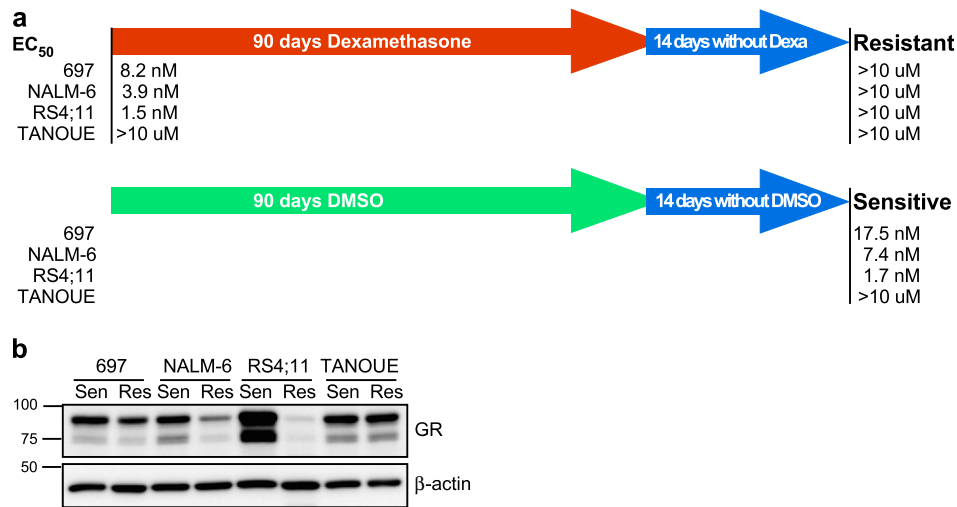 a
EC50
90 days Dexamethasone
14 days without Dexa
Resistant
697 8.2 nM >10 uM
NALM-6 3.9 nM >10 uM
RS4;11 1.5 nM >10 uM
TANOUE >10 uM >10 uM
90 days DMSO
14 days without DMSO
Sensitive
697 17.5 nM
NALM-6 7.4 nM
RS4;11 1.7 nM
TANOUE >10 uM
b
697 NALM-6 RS4;11 TANOUE
Sen Res Sen Res Sen Res Sen Res
100
75
GR
50
β-actin